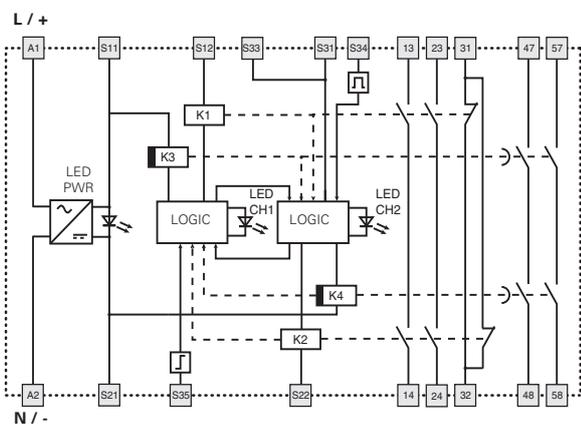 L / +
A1 S11 S12 S33 S31 S34 13 23 31 47 57
K1
K3
LED
PWR
LED
CH1
LED
CH2
LOGIC LOGIC
K4
K2
A2 S21 S35 S22 14 24 32 48 58
N / -